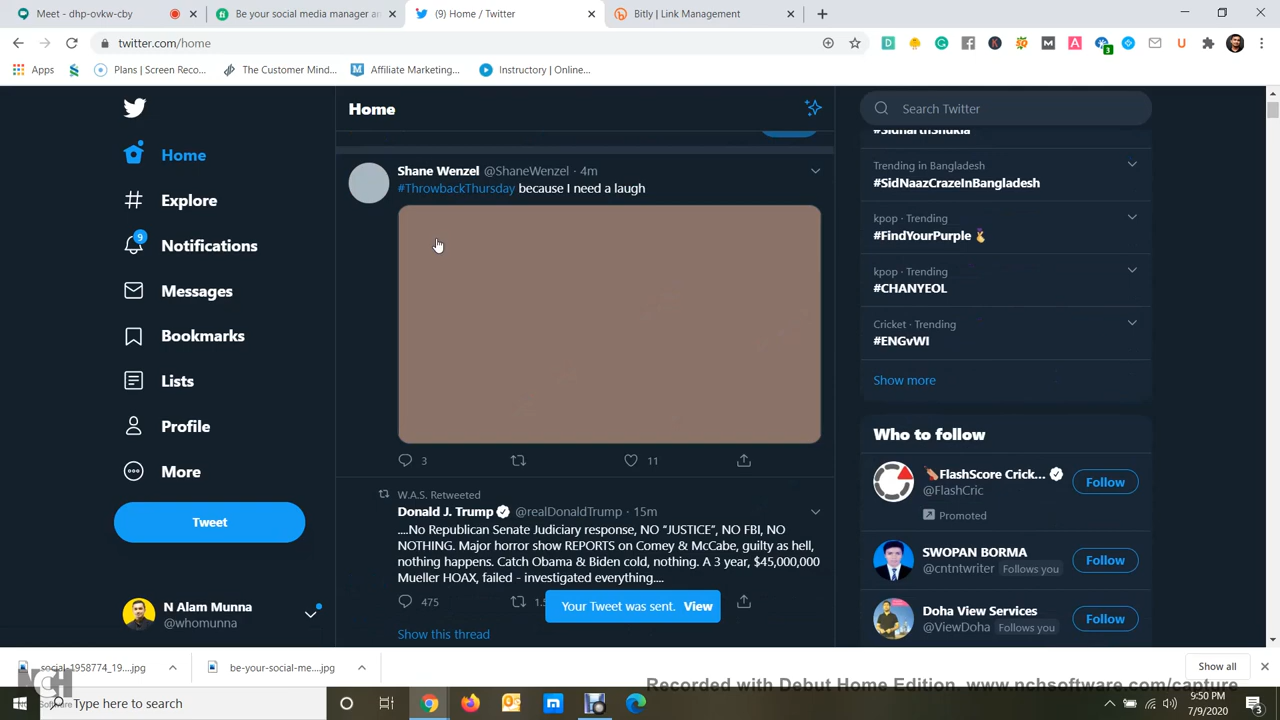 Meet - dhp-ovkw-cby
Be your social media manager an
(9) Home / Twitter
Bitly | Link Management
twitter.com/home
Apps
Plans | Screen Reco...
The Customer Mind...
Affiliate Marketing...
Instructory | Online...
Home
Explore
9
Notifications
Messages
Bookmarks
Lists
Profile
More
Tweet
N Alam Munna
@whomunna
Home
Shane Wenzel @ShaneWenzel · 4m
#ThrowbackThursday because I need a laugh
3
11
W.A.S. Retweeted
Donald J. Trump @realDonaldTrump · 15m
....No Republican Senate Judiciary response, NO "JUSTICE", NO FBI, NO
NOTHING. Major horror show REPORTS on Comey & McCabe, guilty as hell,
nothing happens. Catch Obama & Biden cold, nothing. A 3 year, $45,000,000
Mueller HOAX, failed - investigated everything....
475
Your Tweet was sent. View
Show this thread
Search Twitter
#SidharthShukla
Trending in Bangladesh
#SidNaazCrazeInBangladesh
kpop · Trending
#FindYourPurple
kpop · Trending
#CHANYEOL
Cricket · Trending
#ENGvWI
Show more
Who to follow
FlashScore Crick...
@FlashCric
Follow
Promoted
SWOPAN BORMA
@cntntwriter Follows you
Follow
Doha View Services
@ViewDoha Follows you
Follow
social-1958774_19....jpg
be-your-social-me....jpg
Show all
NCH
Software
Recorded with Debut Home Edition. www.nchsoftware.com/capture
Type here to search
9:50 PM
7/9/2020
3